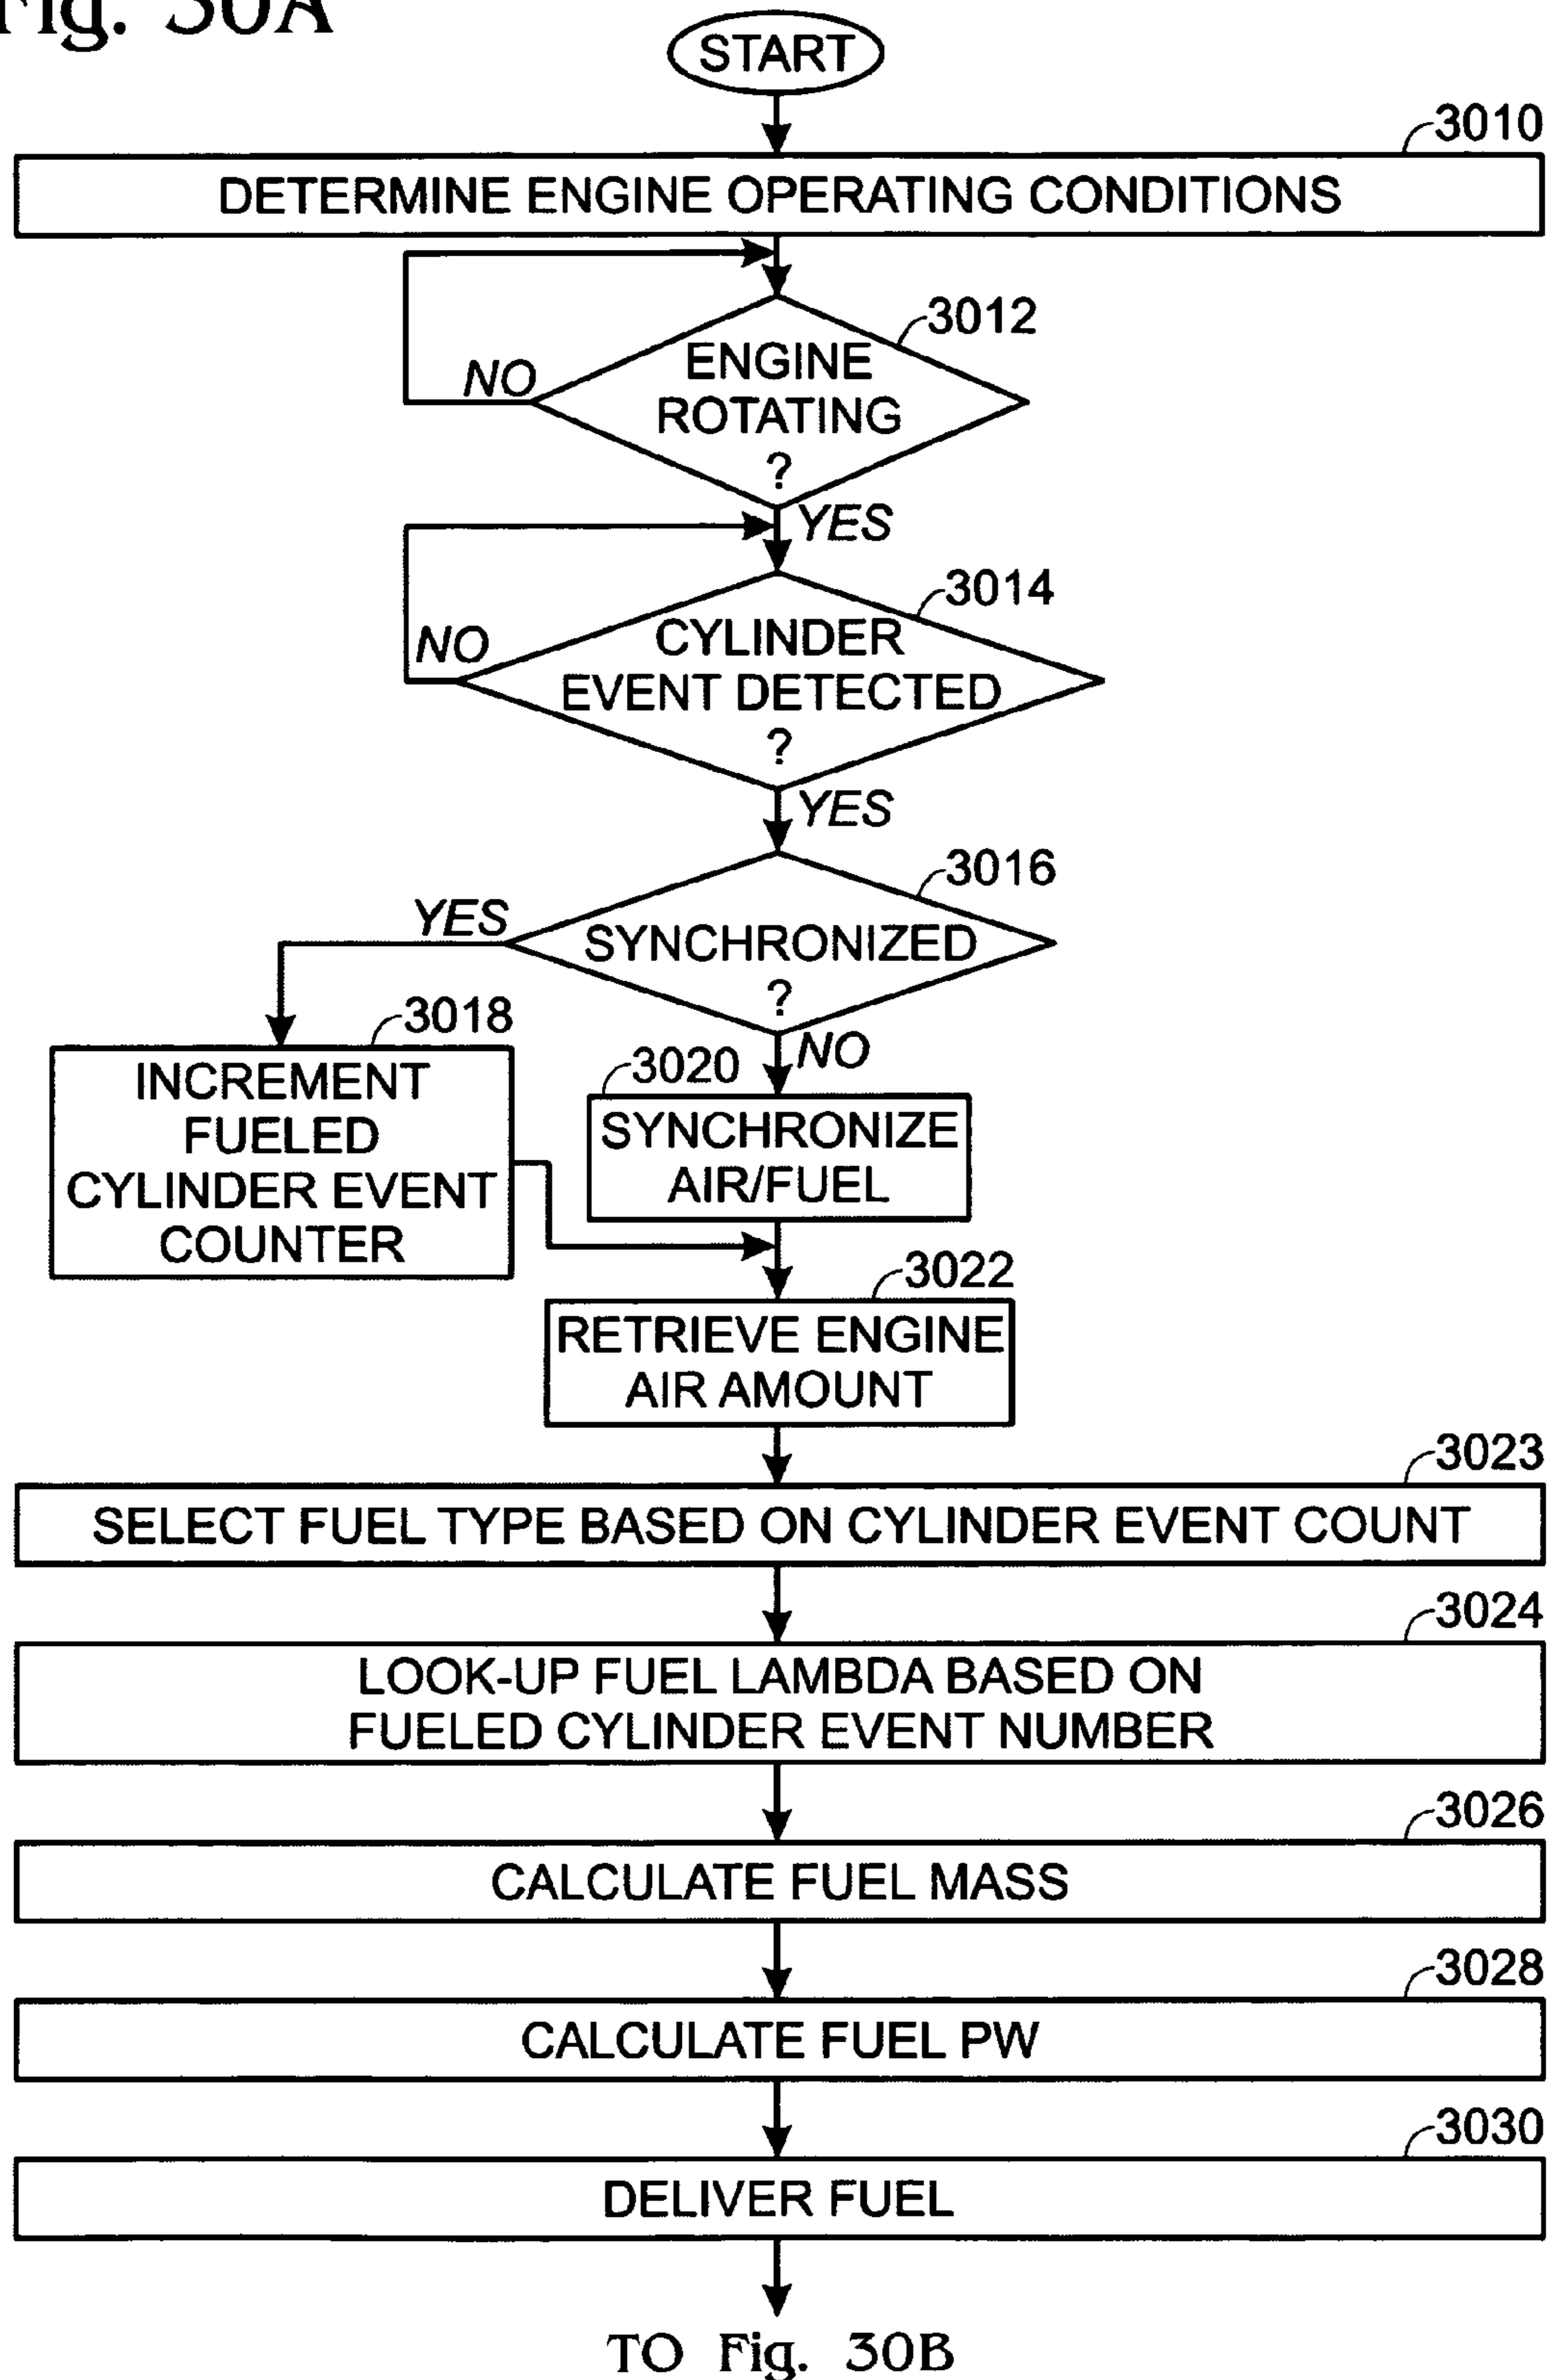 Fig. 30A
START
3010
DETERMINE ENGINE OPERATING CONDITIONS
3012
ENGINE
ROTATING
?
NO
YES
3014
CYLINDER
EVENT DETECTED
?
NO
YES
3016
SYNCHRONIZED
?
YES
NO
3018
INCREMENT
FUELED
CYLINDER EVENT
COUNTER
3020
SYNCHRONIZE
AIR/FUEL
3022
RETRIEVE ENGINE
AIR AMOUNT
3023
SELECT FUEL TYPE BASED ON CYLINDER EVENT COUNT
3024
LOOK-UP FUEL LAMBDA BASED ON
FUELED CYLINDER EVENT NUMBER
3026
CALCULATE FUEL MASS
3028
CALCULATE FUEL PW
3030
DELIVER FUEL
TO Fig. 30B